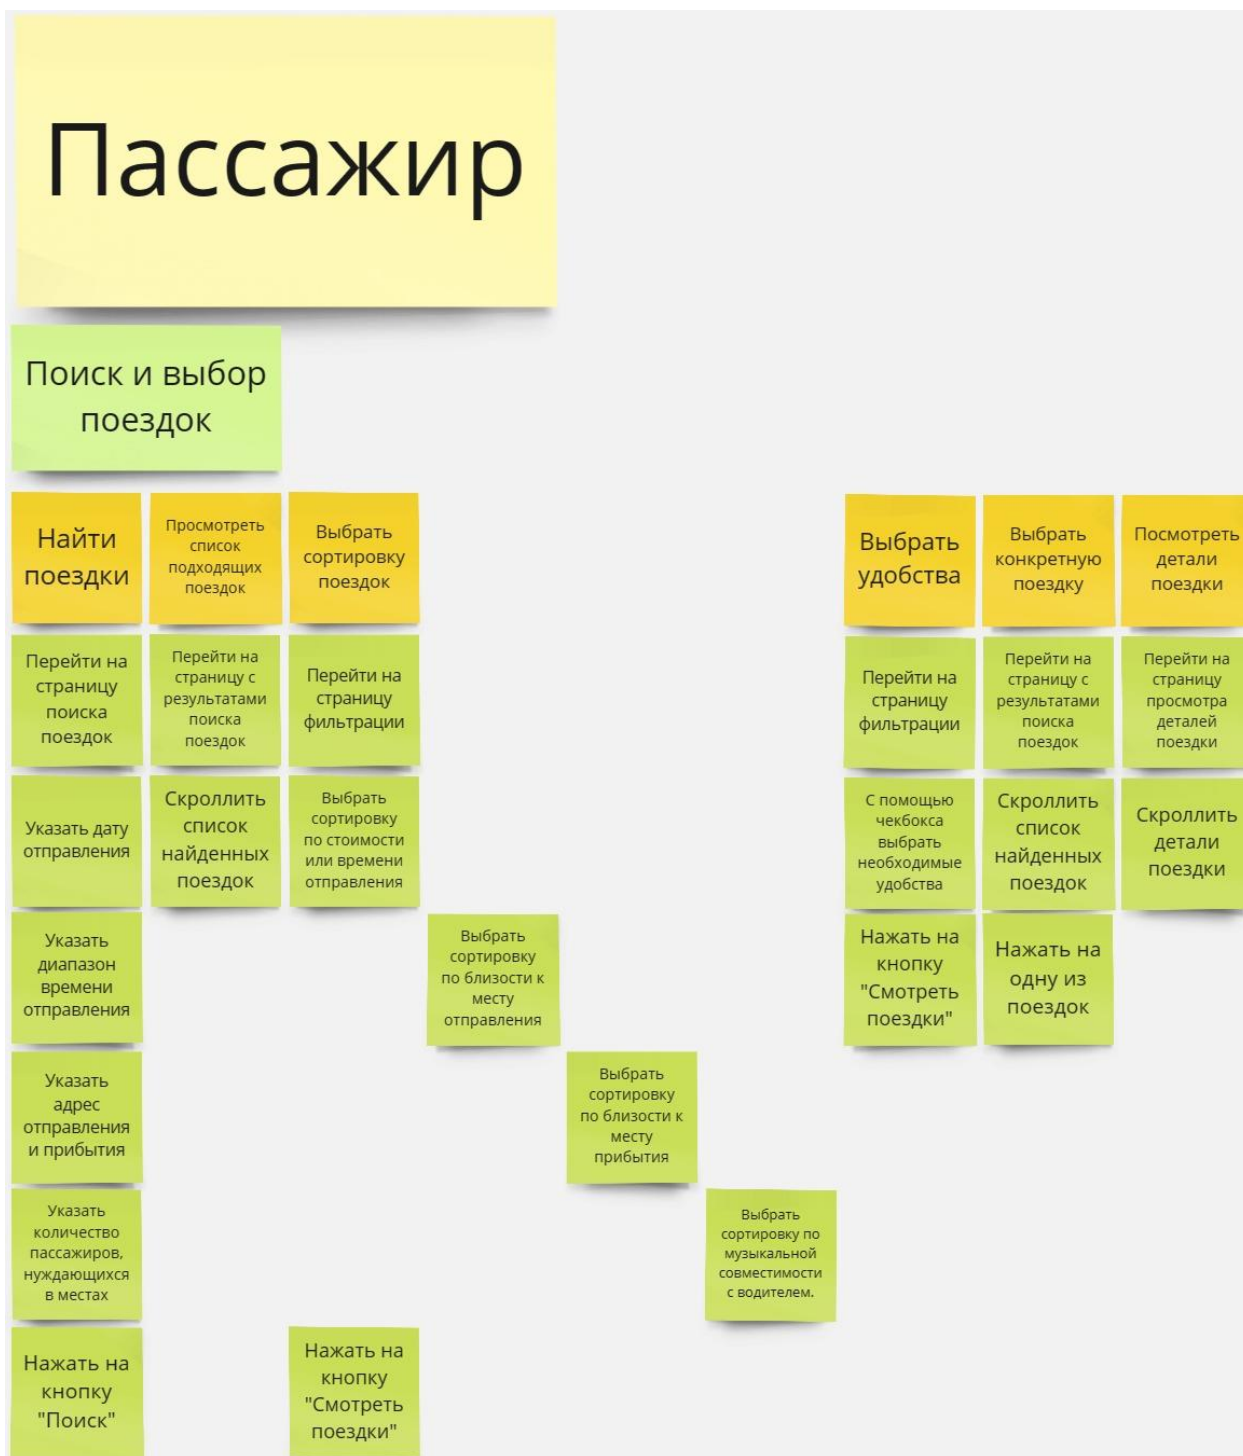 Пассажир
Поиск и выбор
поездок
Найти
поездки
Просмотреть
список
подходящих
поездок
Выбрать
сортировку
поездок
Выбрать
удобства
Выбрать
конкретную
поездку
Посмотреть
детали
поездки
Перейти на
страницу
поиска
поездок
Перейти на
страницу с
результатами
поиска
поездок
Перейти на
страницу
фильтрации
Перейти на
страницу
фильтрации
Перейти на
страницу с
результатами
поиска
поездок
Перейти на
страницу
просмотра
деталей
поездки
Указать дату
отправления
Скроллить
список
найденных
поездок
Выбрать
сортировку
по стоимости
или времени
отправления
С помощью
чекбокса
выбрать
необходимые
удобства
Скроллить
список
найденных
поездок
Скроллить
детали
поездки
Указать
диапазон
времени
отправления
Выбрать
сортировку
по близости к
месту
отправления
Нажать на
кнопку
"Смотреть
поездки"
Нажать на
одну из
поездок
Указать
адрес
отправления
и прибытия
Выбрать
сортировку
по близости к
месту
прибытия
Указать
количество
пассажиров,
нуждающихся
в местах
Выбрать
сортировку по
музыкальной
совместимости
с водителем.
Нажать на
кнопку
"Поиск"
Нажать на
кнопку
"Смотреть
поездки"